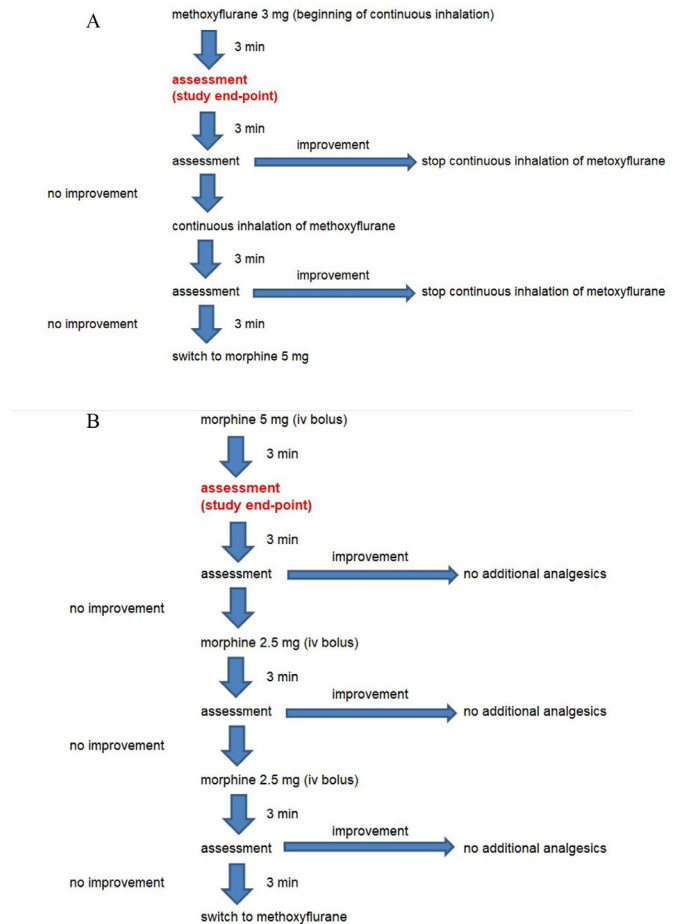 A
methoxyflurane 3 mg (beginning of continuous inhalation)
3 min
assessment
(study end-point)
3 min
improvement
assessment
stop continuous inhalation of metoxyflurane
no improvement
continuous inhalation of methoxyflurane
3 min
improvement
assessment
stop continuous inhalation of metoxyflurane
no improvement
3 min
switch to morphine 5 mg
B
morphine 5 mg (iv bolus)
3 min
assessment
(study end-point)
3 min
improvement
assessment
no additional analgesics
no improvement
morphine 2.5 mg (iv bolus)
3 min
improvement
assessment
no additional analgesics
no improvement
morphine 2.5 mg (iv bolus)
3 min
improvement
assessment
no additional analgesics
no improvement
3 min
switch to methoxyflurane